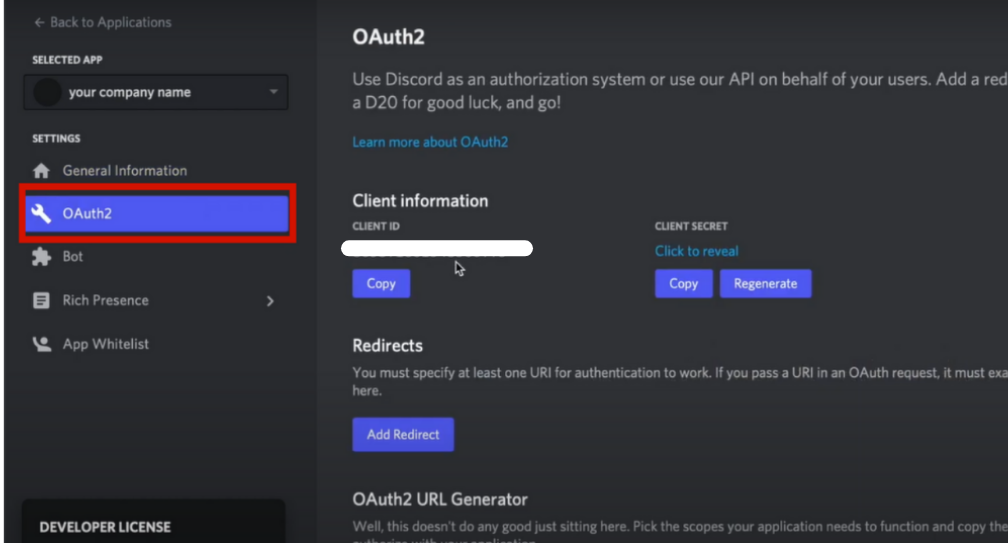 ← Back to Applications
SELECTED APP
your company name
SETTINGS
General Information
OAuth2
Bot
Rich Presence
App Whitelist
DEVELOPER LICENSE
OAuth2
Use Discord as an authorization system or use our API on behalf of your users. Add a red
a D20 for good luck, and go!
Learn more about OAuth2
Client information
CLIENT ID
Copy
CLIENT SECRET
Click to reveal
Copy Regenerate
Redirects
You must specify at least one URI for authentication to work. If you pass a URI in an OAuth request, it must exa
here.
Add Redirect
OAuth2 URL Generator
Well, this doesn't do any good just sitting here. Pick the scopes your application needs to function and copy the